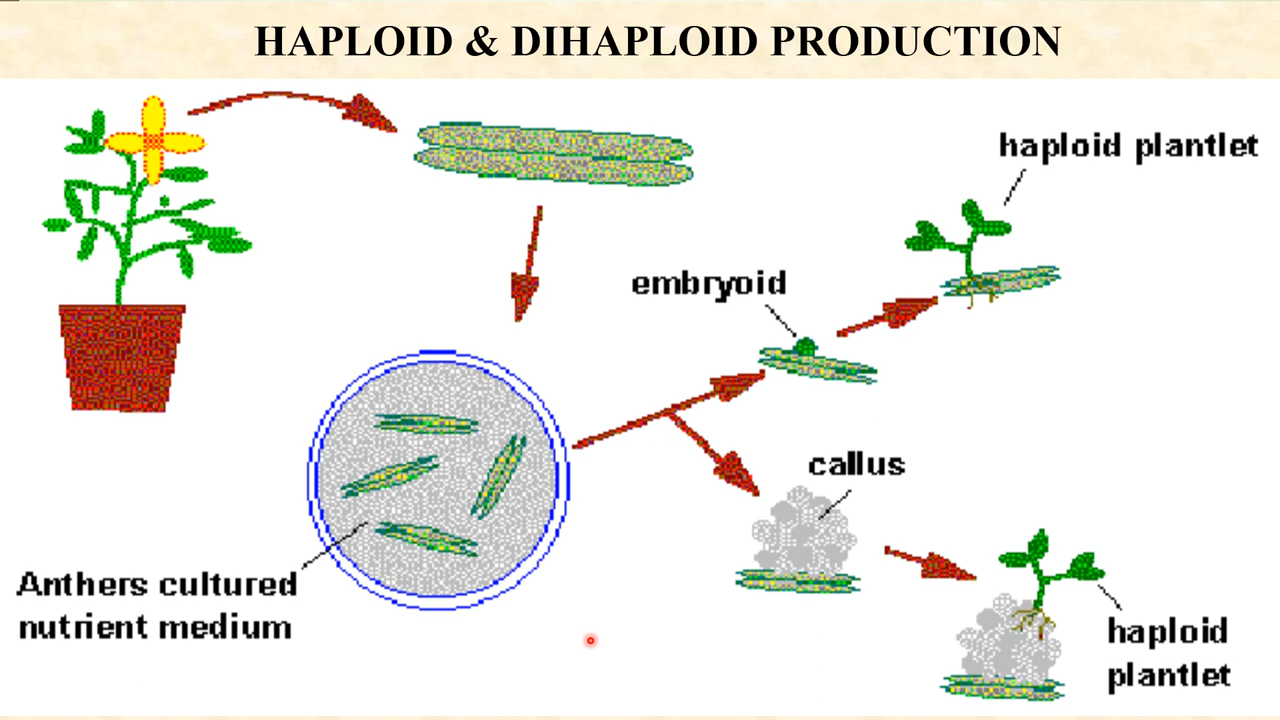 HAPLOID & DIHAPLOID PRODUCTION
haploid plantlet
embryoid
callus
Anthers cultured
nutrient medium
haploid
plantlet